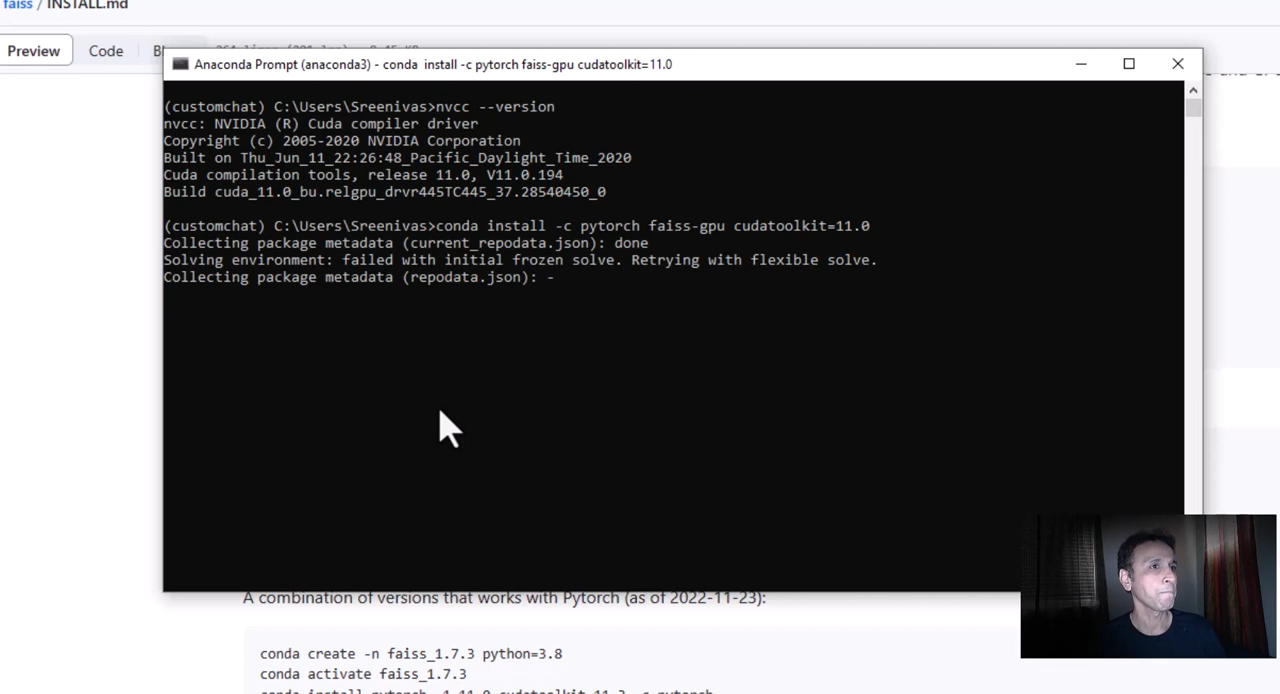 faiss / INSTALL.md
Preview
Code
Anaconda Prompt (anaconda3) - conda  install -c pytorch faiss-gpu cudatoolkit=11.0
(customchat) C:\Users\Sreenivas>nvcc --version
nvcc: NVIDIA (R) Cuda compiler driver
Copyright (c) 2005-2020 NVIDIA Corporation
Built on Thu_Jun_11_22:26:48_Pacific_Daylight_Time_2020
Cuda compilation tools, release 11.0, V11.0.194
Build cuda_11.0_bu.relgpu_drvr445TC445_37.28540450_0
(customchat) C:\Users\Sreenivas>conda install -c pytorch faiss-gpu cudatoolkit=11.0
Collecting package metadata (current_repodata.json): done
Solving environment: failed with initial frozen solve. Retrying with flexible solve.
Collecting package metadata (repodata.json): -
A combination of versions that works with Pytorch (as of 2022-11-23):
conda create -n faiss_1.7.3 python=3.8
conda activate faiss_1.7.3